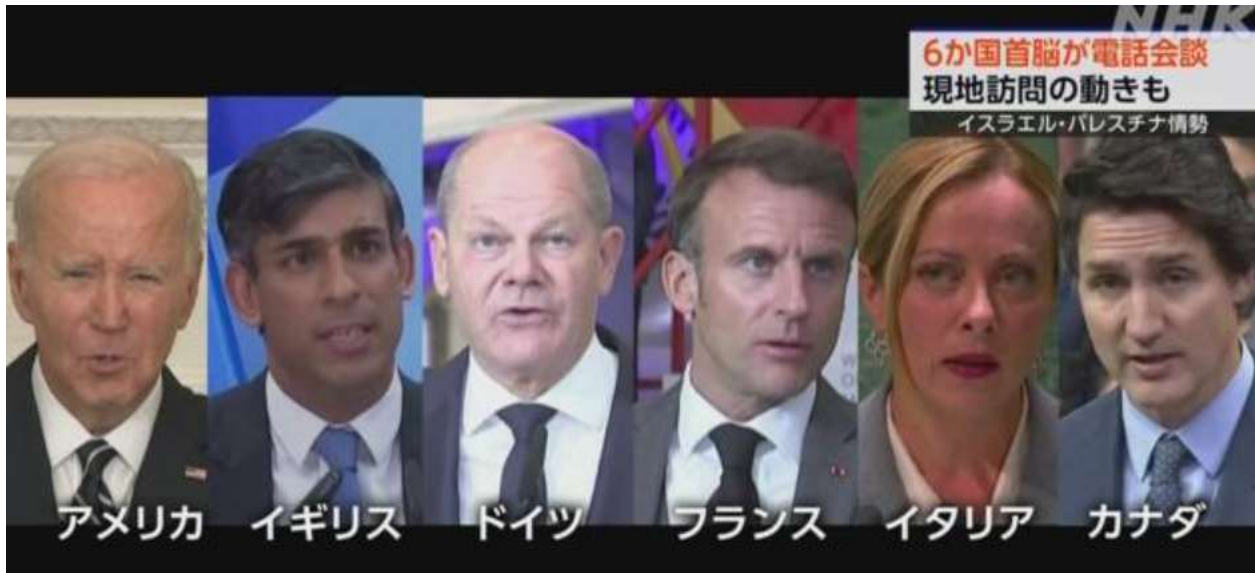 NHK
6か国首脳が電話会談
現地訪問の動きも
イスラエル・パレスチナ情勢
アメリカ
イギリス
ドイツ
フランス
イタリア
カナダ